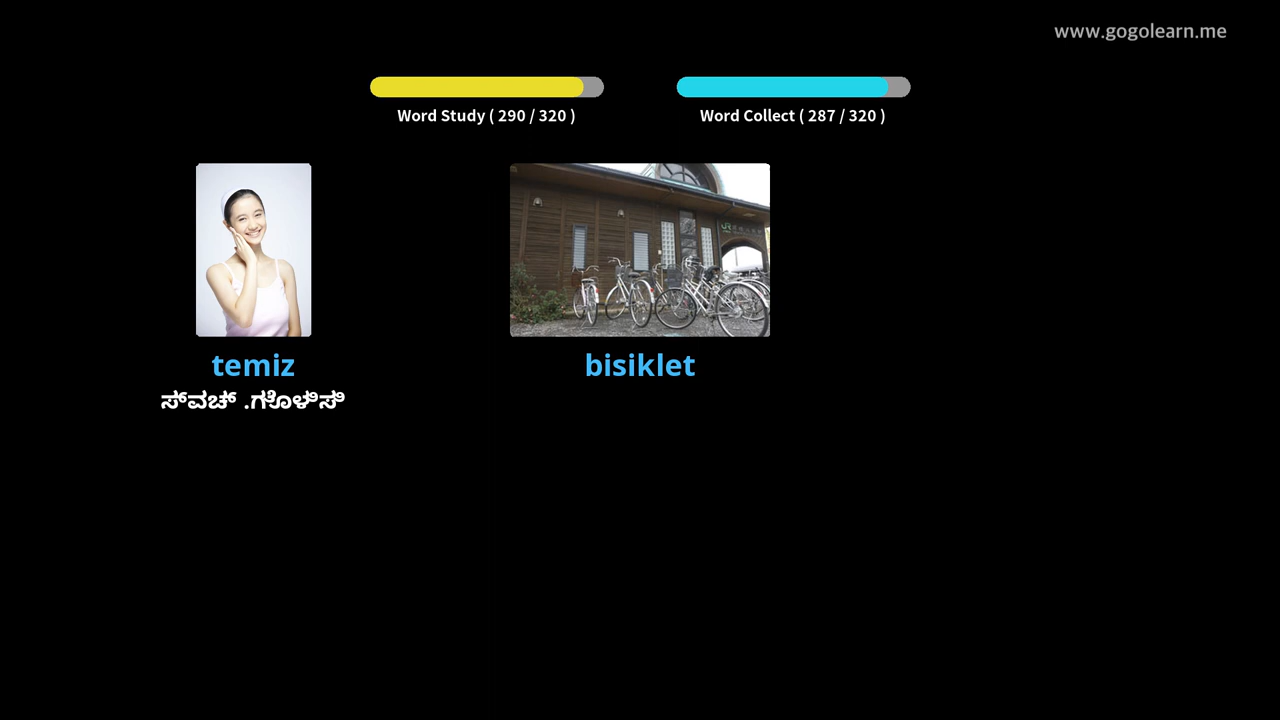 www.gogolearn.me
Word Study ( 290 / 320 )
Word Collect ( 287 / 320 )
temiz
ಸ್ವಚ್ .ಗೊಳಿಸಿ
bisiklet